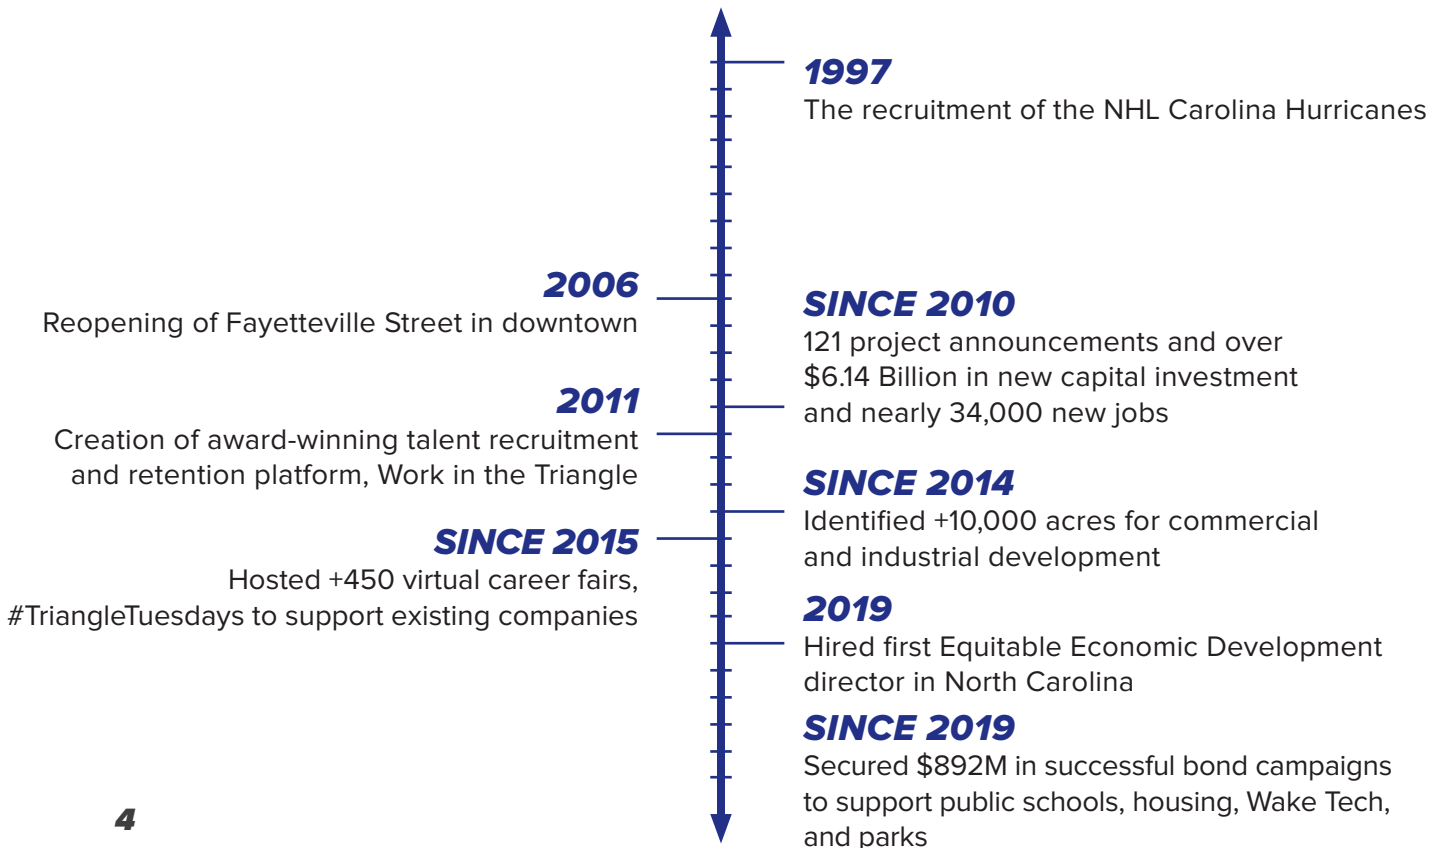 1997
The recruitment of the NHL Carolina Hurricanes
2006
Reopening of Fayetteville Street in downtown
SINCE 2010
121 project announcements and over
$6.14 Billion in new capital investment
and nearly 34,000 new jobs
2011
Creation of award-winning talent recruitment
and retention platform, Work in the Triangle
SINCE 2014
Identified +10,000 acres for commercial
and industrial development
SINCE 2015
Hosted +450 virtual career fairs,
#TriangleTuesdays to support existing companies
2019
Hired first Equitable Economic Development
director in North Carolina
SINCE 2019
Secured $892M in successful bond campaigns
to support public schools, housing, Wake Tech,
and parks
4